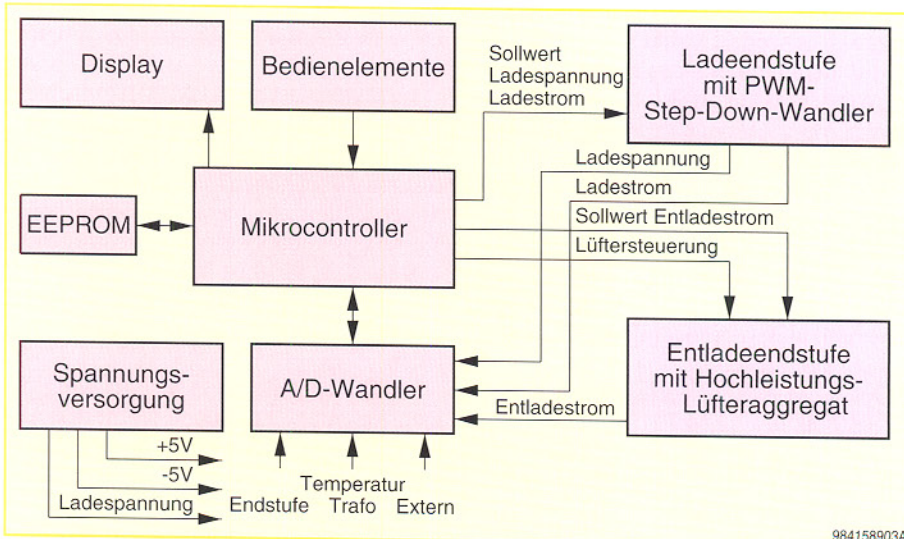 Display
Bedienelemente
Sollwert
Ladespannung
Ladestrom
Ladeendstufe
mit PWM-
Step-Down-Wandler
EEPROM
Mikrocontroller
Ladespannung
Ladestrom
Sollwert Entladestrom
Lüftersteuerung
Spannungs-
versorgung
A/D-Wandler
Entladeendstufe
mit Hochleistungs-
Lüfteraggregat
Entladestrom
+5V
-5V
Ladespannung
Temperatur
Endstufe Trafo Extern
984158903A